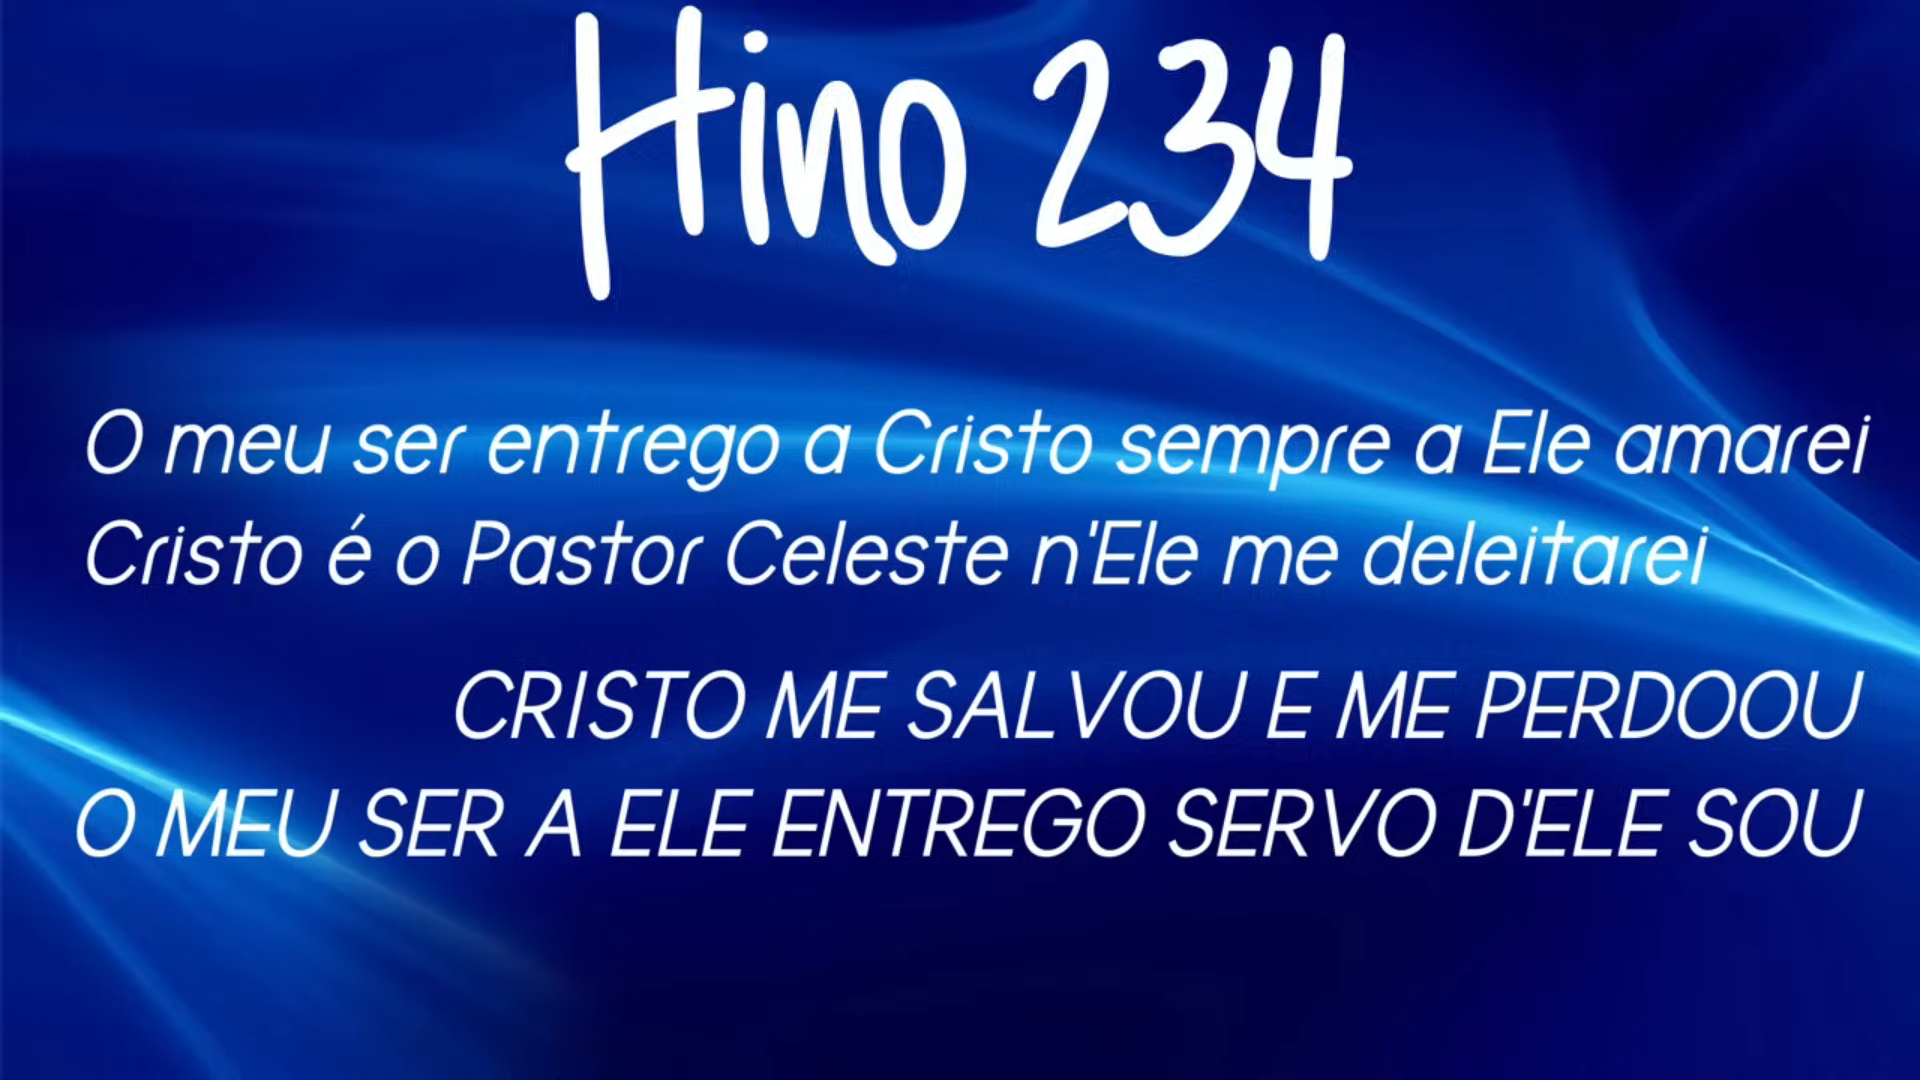 Hino 234
O meu ser entrego a Cristo sempre a Ele amarei
Cristo é o Pastor Celeste n'Ele me deleitarei
CRISTO ME SALVOU E ME PERDOOU
O MEU SER A ELE ENTREGO SERVO D'ELE SOU